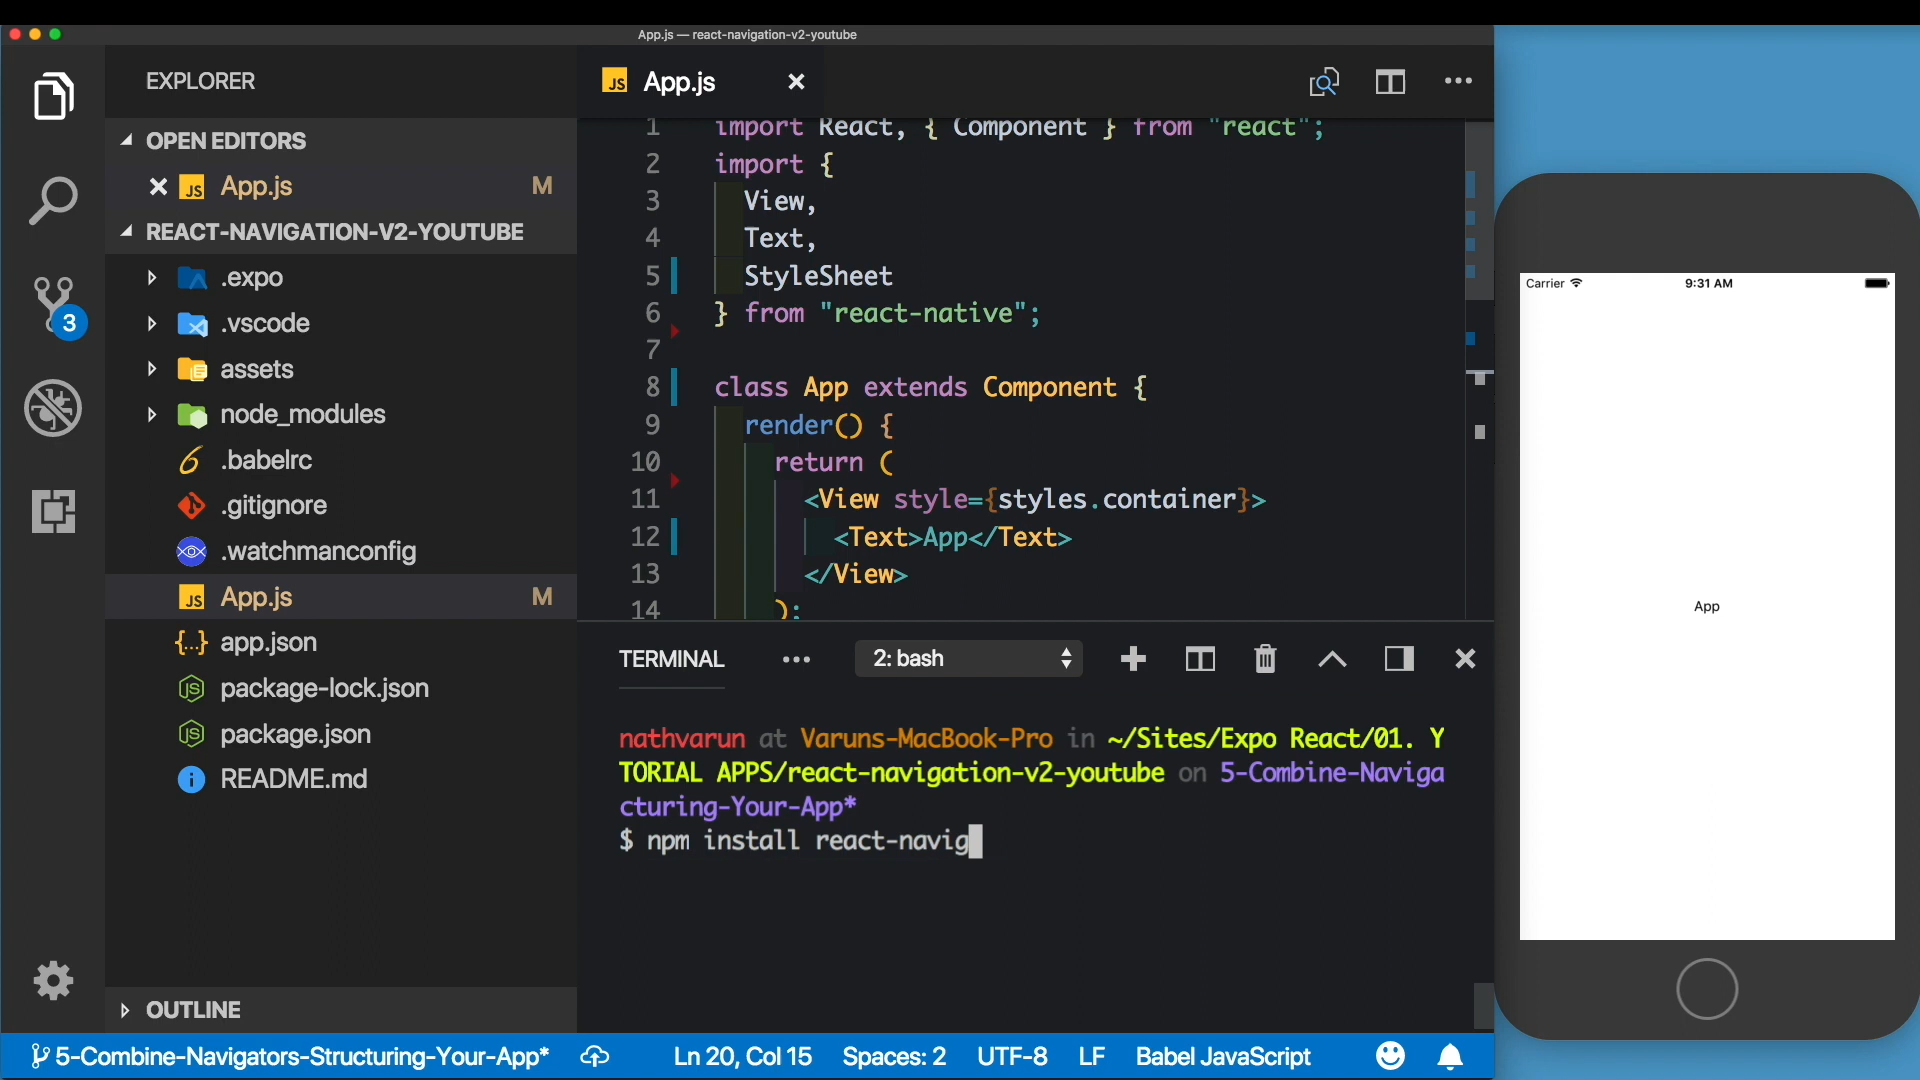 App.js — react-navigation-v2-youtube
EXPLORER
OPEN EDITORS
JS App.js M
REACT-NAVIGATION-V2-YOUTUBE
.expo
.vscode
assets
node_modules
.babelrc
.gitignore
.watchmanconfig
JS App.js M
{...} app.json
JS package-lock.json
JS package.json
README.md
OUTLINE
3
JS App.js
1 import React, { Component } from "react";
2 import {
3 View,
4 Text,
5 StyleSheet
6 } from "react-native";
7
8 class App extends Component {
9 render() {
10 return (
11 <View style={styles.container}>
12 <Text>App</Text>
13 </View>
14 );
TERMINAL
2: bash
nathvarun at Varuns-MacBook-Pro in ~/Sites/Expo React/01. Y
TORIAL APPS/react-navigation-v2-youtube on 5-Combine-Naviga
cturing-Your-App*
$ npm install react-navig
5-Combine-Navigators-Structuring-Your-App* Ln 20, Col 15 Spaces: 2 UTF-8 LF Babel JavaScript
Carrier 9:31 AM
App